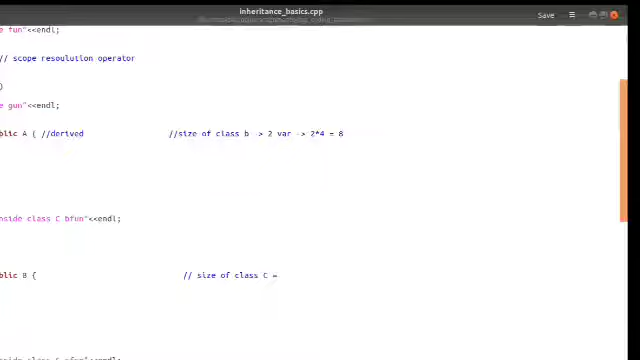 inheritance_basics.cpp
Save
e fun"<<endl;
// scope resoulution operator
)
e gun"<<endl;
blic A { //derived //size of class b -> 2 var -> 2*4 = 8
nside class C bfun"<<endl;
blic B { // size of class C =